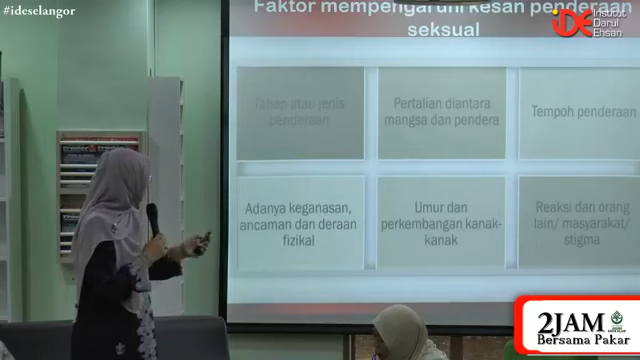 #ideselangor
Faktor mempengaruhi kesan penderaan
seksual
IDE Institut
Darul
Ehsan
Tahap atau jenis
penderaan
Pertalian diantara
mangsa dan pendera
Tempoh penderaan
Adanya keganasan,
ancaman dan deraan
fizikal
Umur dan
perkembangan kanak-
kanak
Reaksi dari orang
lain/ masyarakat/
stigma
2JAM
Bersama Pakar